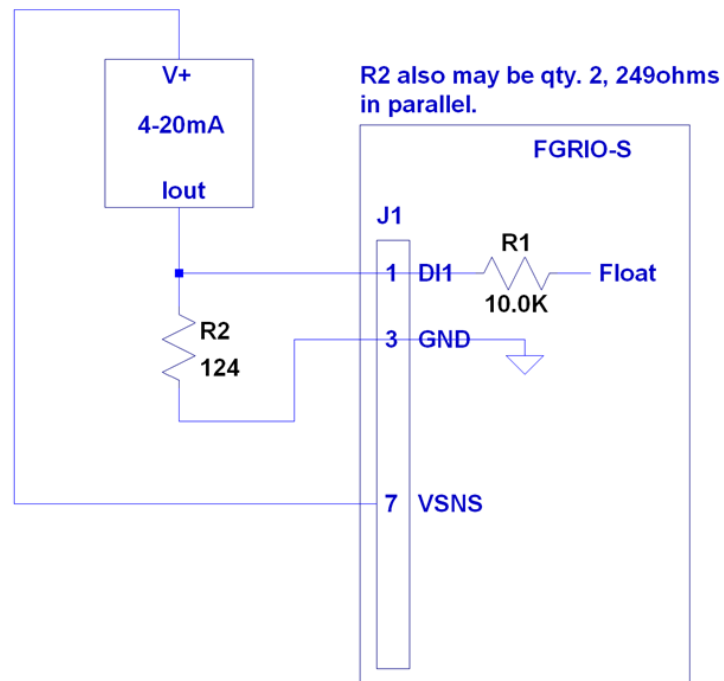 V+
4-20mA
Iout
R2 also may be qty. 2, 249ohms
in parallel.
FGRIO-S
J1
R1
1 DI1
Float
10.0K
R2
124
3 GND
7 VSNS